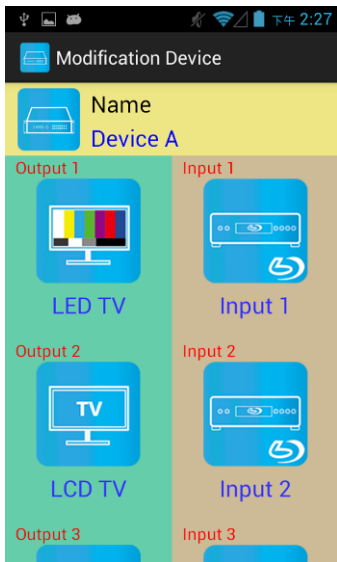 下午 2:27
Modification Device
Name
Device A
Output 1
Input 1
LED TV
Input 1
Output 2
Input 2
TV
LCD TV
Input 2
Output 3
Input 3